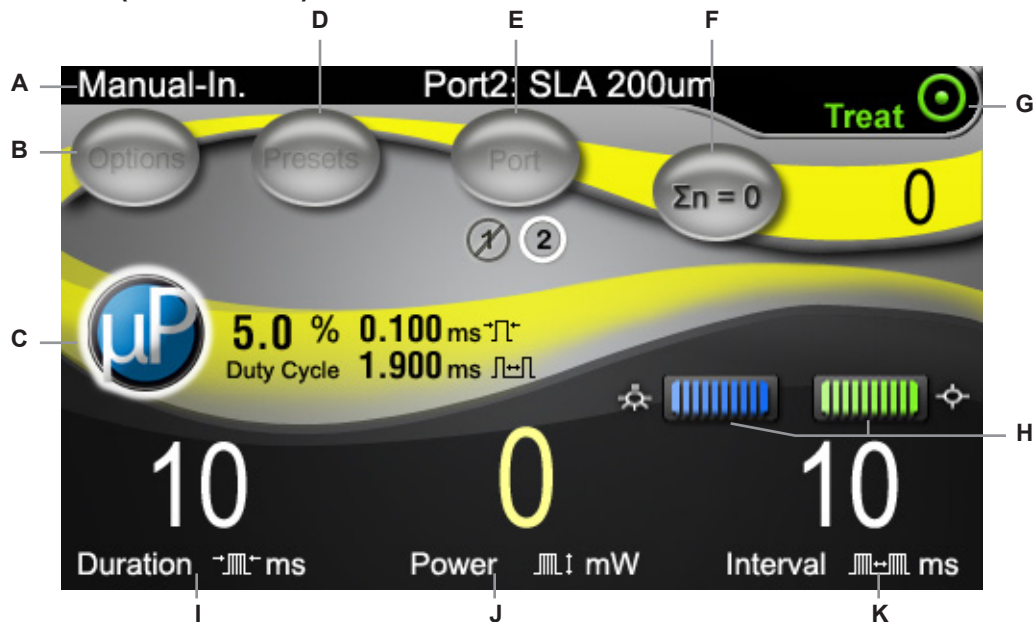 D E F
A Manual-In. Port2: SLA 200um
Treat G
B Options Presets Port
Σn = 0 0
1 2
C µP 5.0 % 0.100 ms
Duty Cycle 1.900 ms
H
10 0 10
Duration ms Power mW Interval ms
I J K